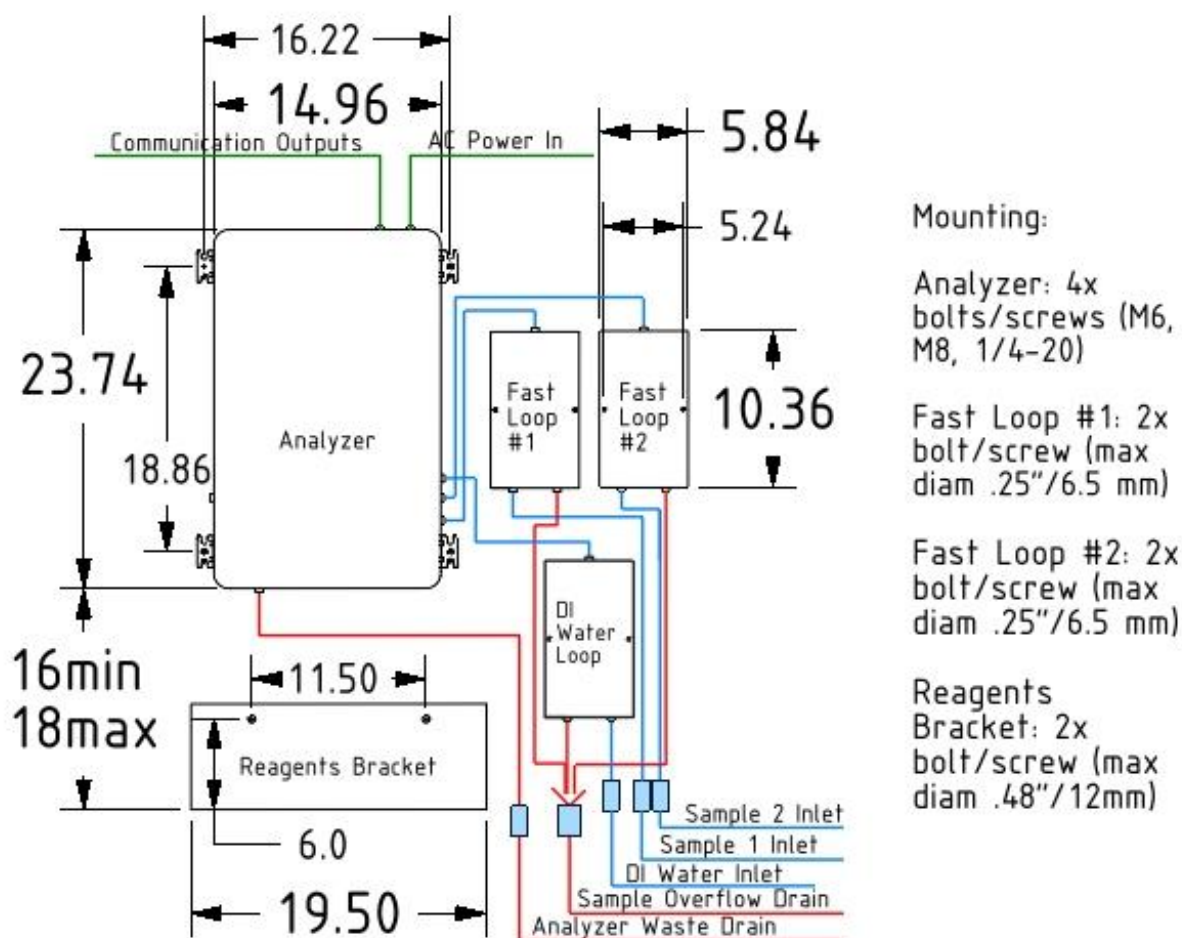 16.22
14.96
Communication Outputs
AC Power In
5.84
5.24
23.74
18.86
Analyzer
Fast
Loop
#1
Fast
Loop
#2
10.36
DI
Water
Loop
16min
18max
11.50
Reagents Bracket
6.0
19.50
Sample 2 Inlet
Sample 1 Inlet
DI Water Inlet
Sample Overflow Drain
Analyzer Waste Drain
Mounting:
Analyzer: 4x
bolts/screws (M6,
M8, 1/4-20)
Fast Loop #1: 2x
bolt/screw (max
diam .25"/6.5 mm)
Fast Loop #2: 2x
bolt/screw (max
diam .25"/6.5 mm)
Reagents
Bracket: 2x
bolt/screw (max
diam .48"/12mm)